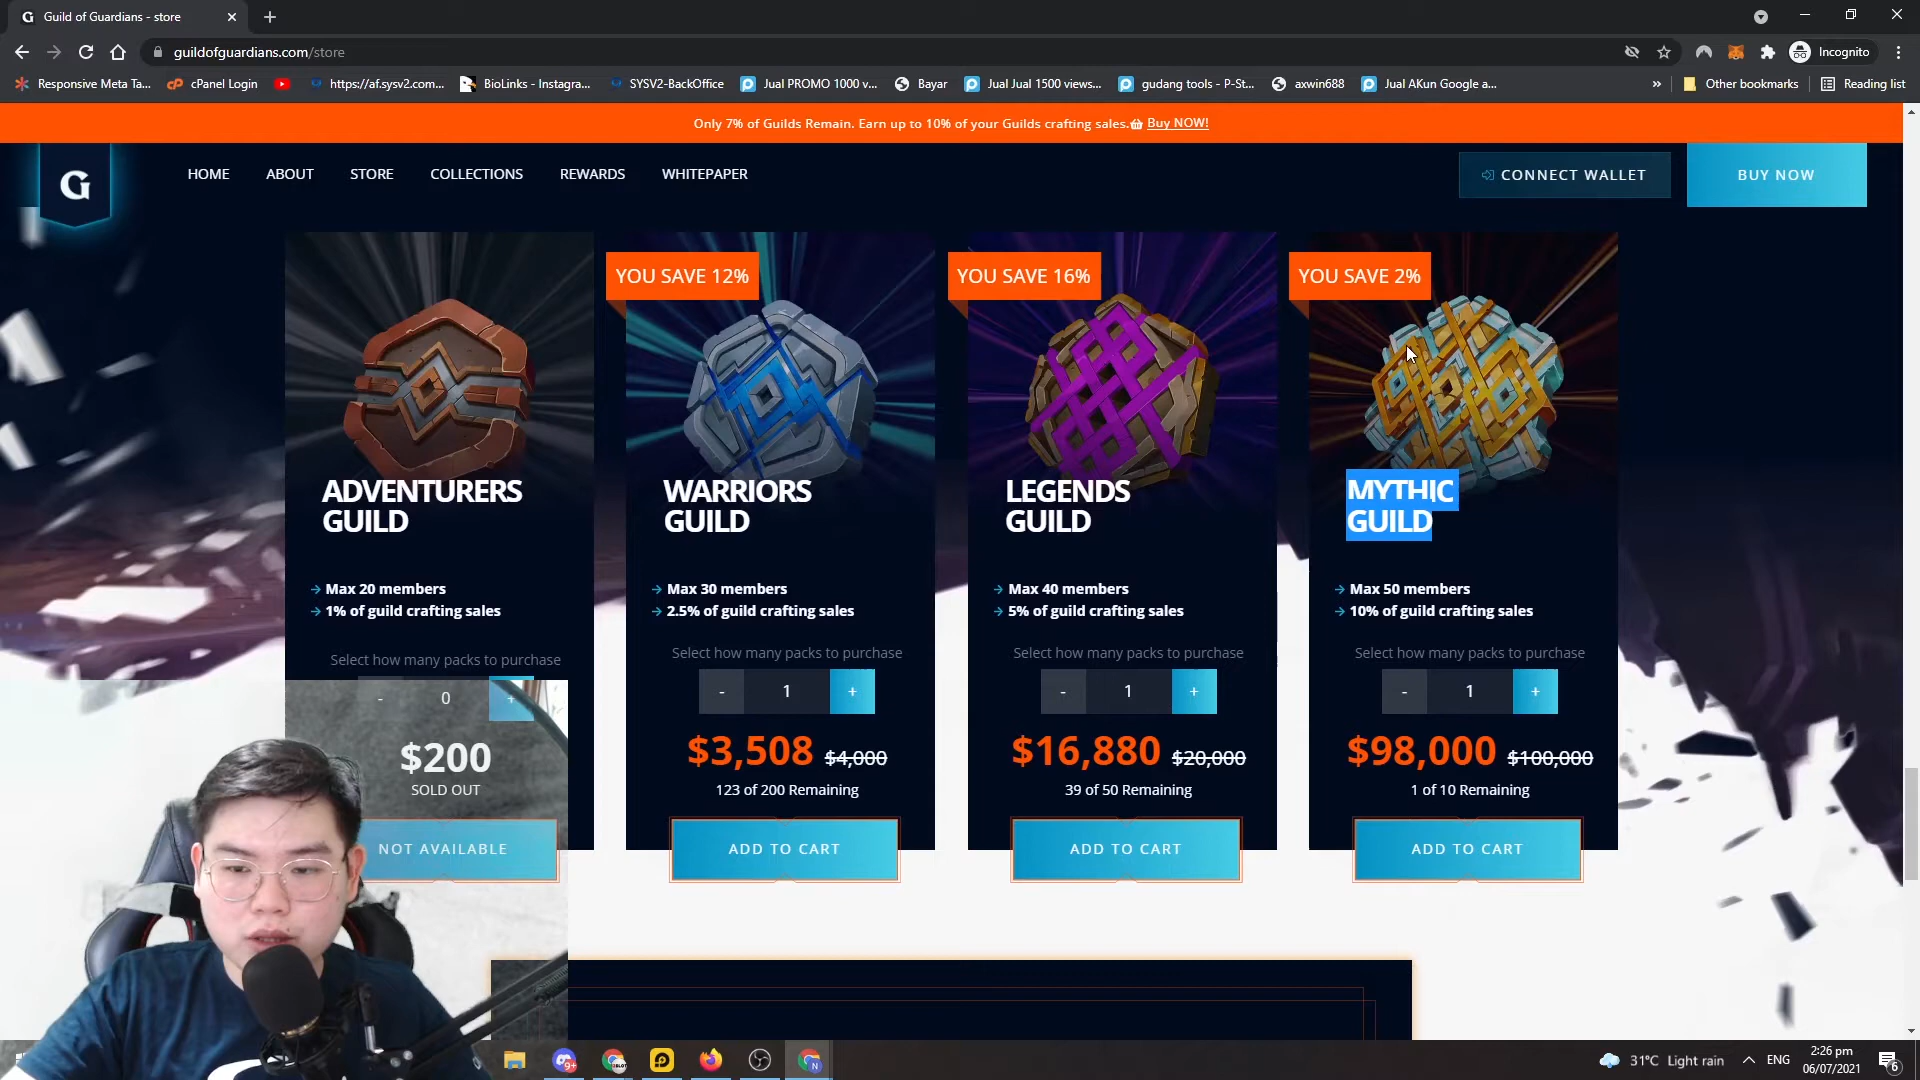 Guild of Guardians - store
guildofguardians.com/store
Incognito
Responsive Meta Ta...
cPanel Login
https://af.sysv2.com...
BioLinks - Instagra...
SYSV2-BackOffice
Jual PROMO 1000 v...
Bayar
Jual Jual 1500 views...
gudang tools - P-St...
axwin688
Jual AKun Google a...
Other bookmarks
Reading list
Only 7% of Guilds Remain. Earn up to 10% of your Guilds crafting sales. Buy NOW!
G
HOME
ABOUT
STORE
COLLECTIONS
REWARDS
WHITEPAPER
CONNECT WALLET
BUY NOW
ADVENTURERS
GUILD
Max 20 members
1% of guild crafting sales
Select how many packs to purchase
- 0 +
$200
SOLD OUT
NOT AVAILABLE
YOU SAVE 12%
WARRIORS
GUILD
Max 30 members
2.5% of guild crafting sales
Select how many packs to purchase
- 1 +
$3,508 $4,000
123 of 200 Remaining
ADD TO CART
YOU SAVE 16%
LEGENDS
GUILD
Max 40 members
5% of guild crafting sales
Select how many packs to purchase
- 1 +
$16,880 $20,000
39 of 50 Remaining
ADD TO CART
YOU SAVE 2%
MYTHIC
GUILD
Max 50 members
10% of guild crafting sales
Select how many packs to purchase
- 1 +
$98,000 $100,000
1 of 10 Remaining
ADD TO CART
9+
31°C Light rain
ENG
2:26 pm
06/07/2021
6